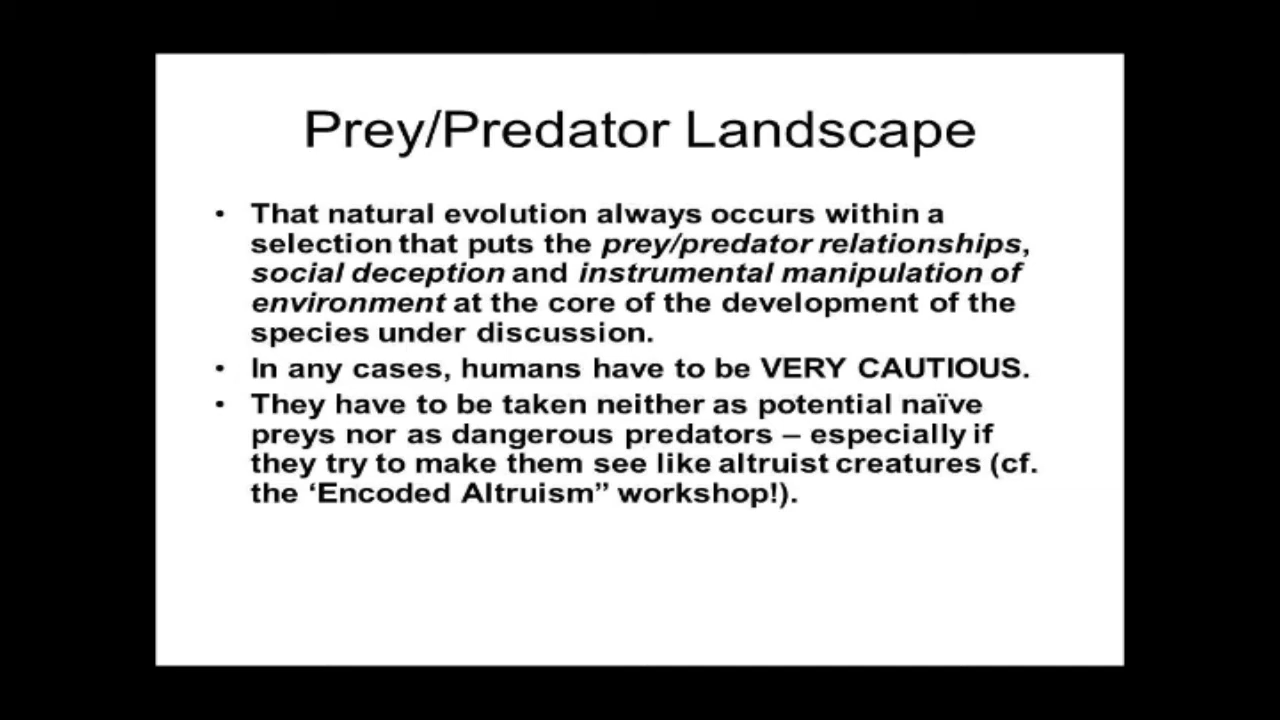 Prey/Predator Landscape
• That natural evolution always occurs within a
selection that puts the prey/predator relationships,
social deception and instrumental manipulation of
environment at the core of the development of the
species under discussion.
• In any cases, humans have to be VERY CAUTIOUS.
• They have to be taken neither as potential naïve
preys nor as dangerous predators – especially if
they try to make them see like altruist creatures (cf.
the ‘Encoded Altruism” workshop!).